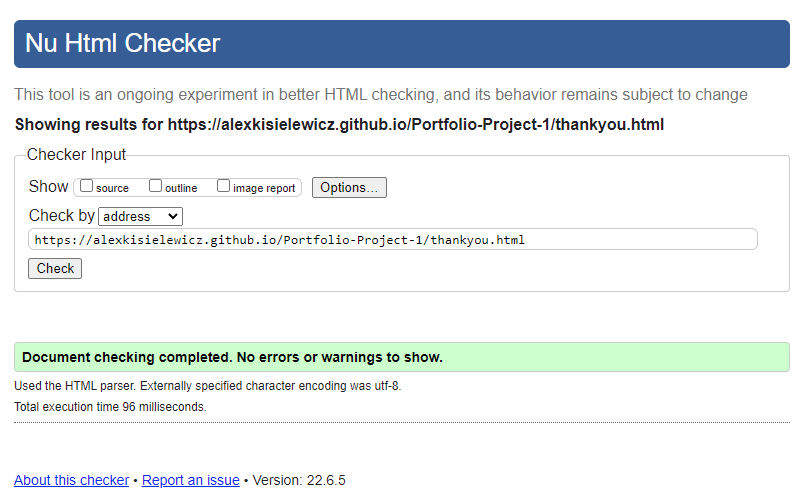 Nu Html Checker
This tool is an ongoing experiment in better HTML checking, and its behavior remains subject to change
Showing results for https://alexkisielewicz.github.io/Portfolio-Project-1/thankyou.html
Checker Input
Show source outline image report Options...
Check by address
https://alexkisielewicz.github.io/Portfolio-Project-1/thankyou.html
Check
Document checking completed. No errors or warnings to show.
Used the HTML parser. Externally specified character encoding was utf-8.
Total execution time 96 milliseconds.
About this checker • Report an issue • Version: 22.6.5